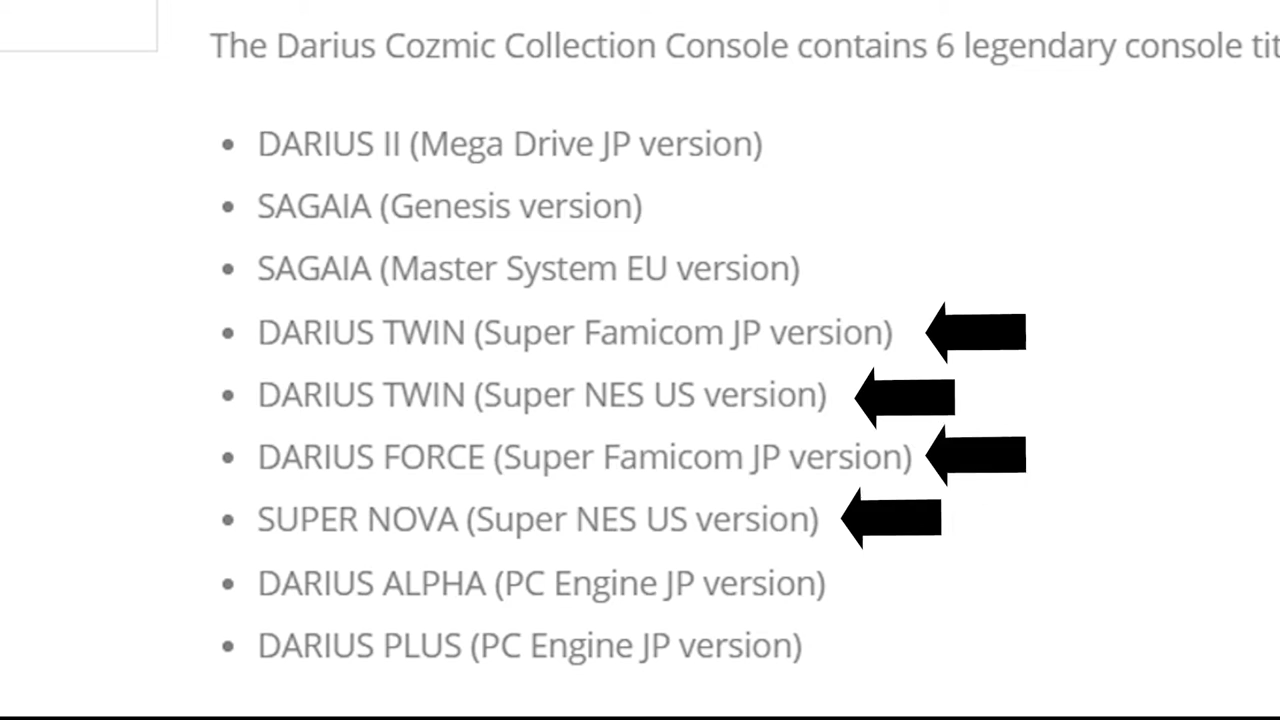 The Darius Cozmic Collection Console contains 6 legendary console
• DARIUS II (Mega Drive JP version)
• SAGAIA (Genesis version)
• SAGAIA (Master System EU version)
• DARIUS TWIN (Super Famicom JP version)
• DARIUS TWIN (Super NES US version)
• DARIUS FORCE (Super Famicom JP version)
• SUPER NOVA (Super NES US version)
• DARIUS ALPHA (PC Engine JP version)
• DARIUS PLUS (PC Engine JP version)